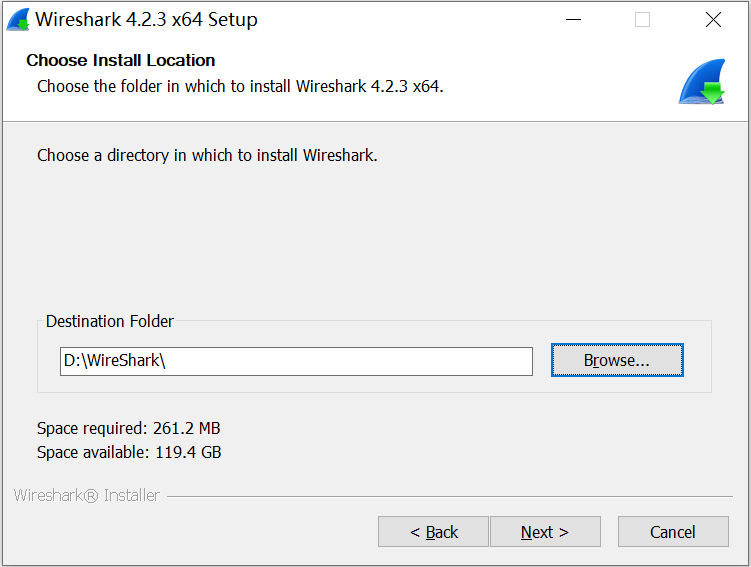 Wireshark 4.2.3 x64 Setup
Choose Install Location
Choose the folder in which to install Wireshark 4.2.3 x64.
Choose a directory in which to install Wireshark.
Destination Folder
D:\WireShark\
Browse...
Space required: 261.2 MB
Space available: 119.4 GB
Wireshark® Installer
< Back
Next >
Cancel